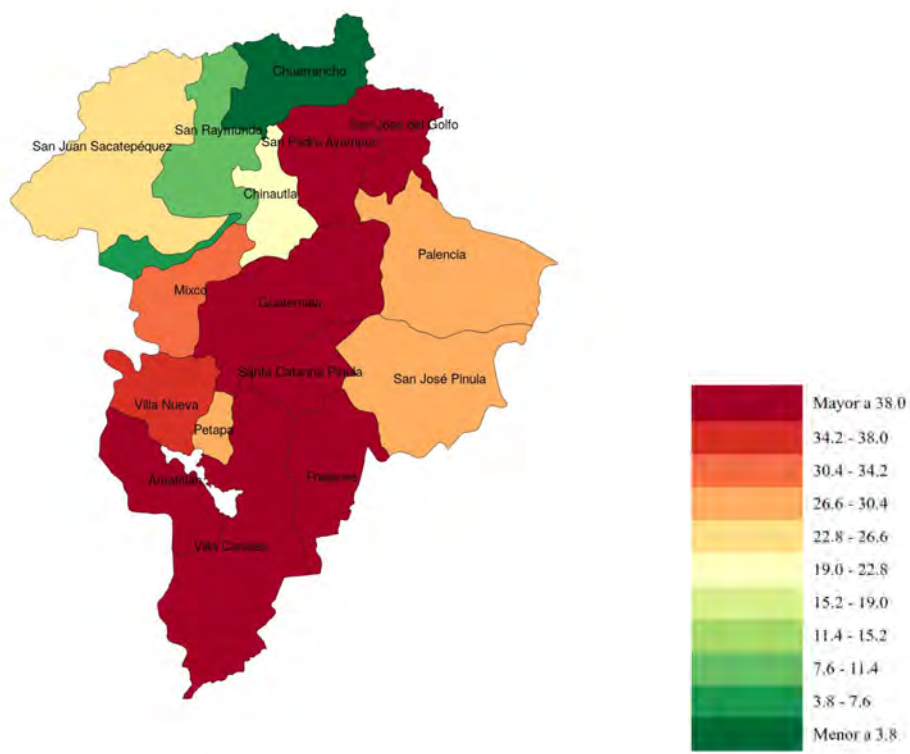 Chuarrancho
San José del Golfo
San Raymundo
San Pedro Ayampuc
San Juan Sacatepéquez
Chinautla
Palencia
Mixco
Guatemala
Santa Catarina Pinula
San José Pinula
Villa Nueva
Petapa
Amatitlán
Fraijanes
Villa Canales
Mayor a 38.0
34.2 - 38.0
30.4 - 34.2
26.6 - 30.4
22.8 - 26.6
19.0 - 22.8
15.2 - 19.0
11.4 - 15.2
7.6 - 11.4
3.8 - 7.6
Menor a 3.8